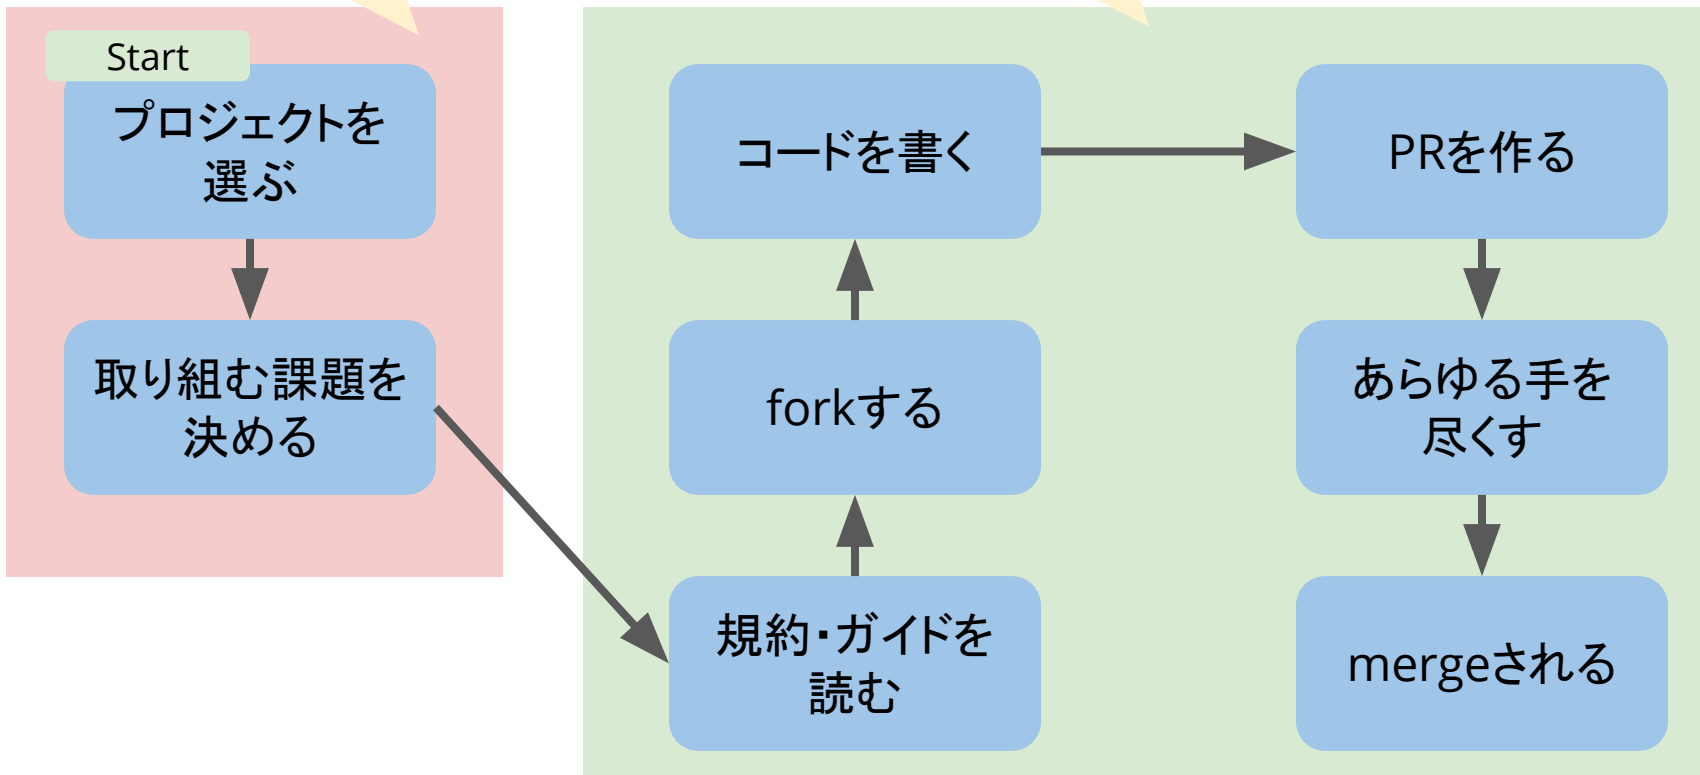 Start
プロジェクトを
選ぶ
取り組む課題を
決める
規約・ガイドを
読む
forkする
コードを書く
PRを作る
あらゆる手を
尽くす
mergeされる